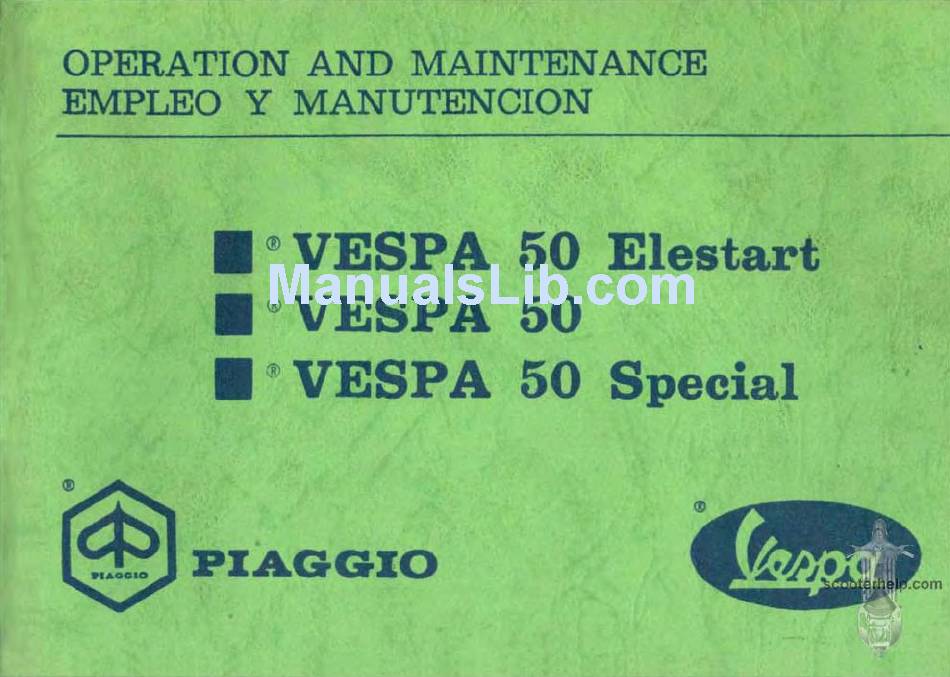 OPERATION AND MAINTENANCE
EMPLEO Y MANUTENCION
® VESPA 50 Elestart
ManualsLib.com
® VESPA 50
® VESPA 50 Special
®
PIAGGIO
PIAGGIO
®
Vespa
scooterhelp.com